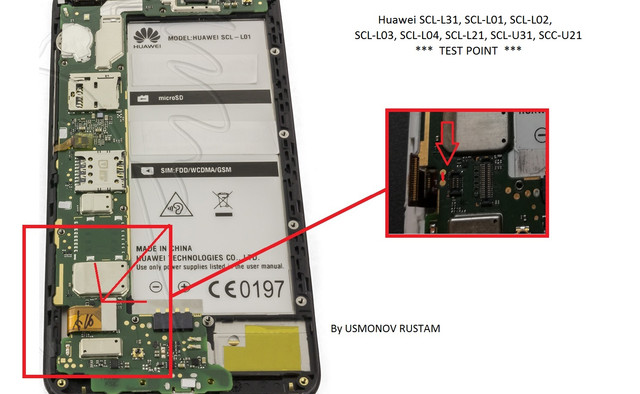 Huawei SCL-L31, SCL-L01, SCL-L02,
SCL-L03, SCL-L04, SCL-L21, SCL-U31, SCC-U21
*** TEST POINT ***
HUAWEI
MODEL:HUAWEI SCL - L01
microSD
SIM:FDD/WCDMA/GSM
MADE IN CHINA
HUAWEI TECHNOLOGIES CO., LTD.
Use only power supplies listed in the user manual.
CE0197
By USMONOV RUSTAM